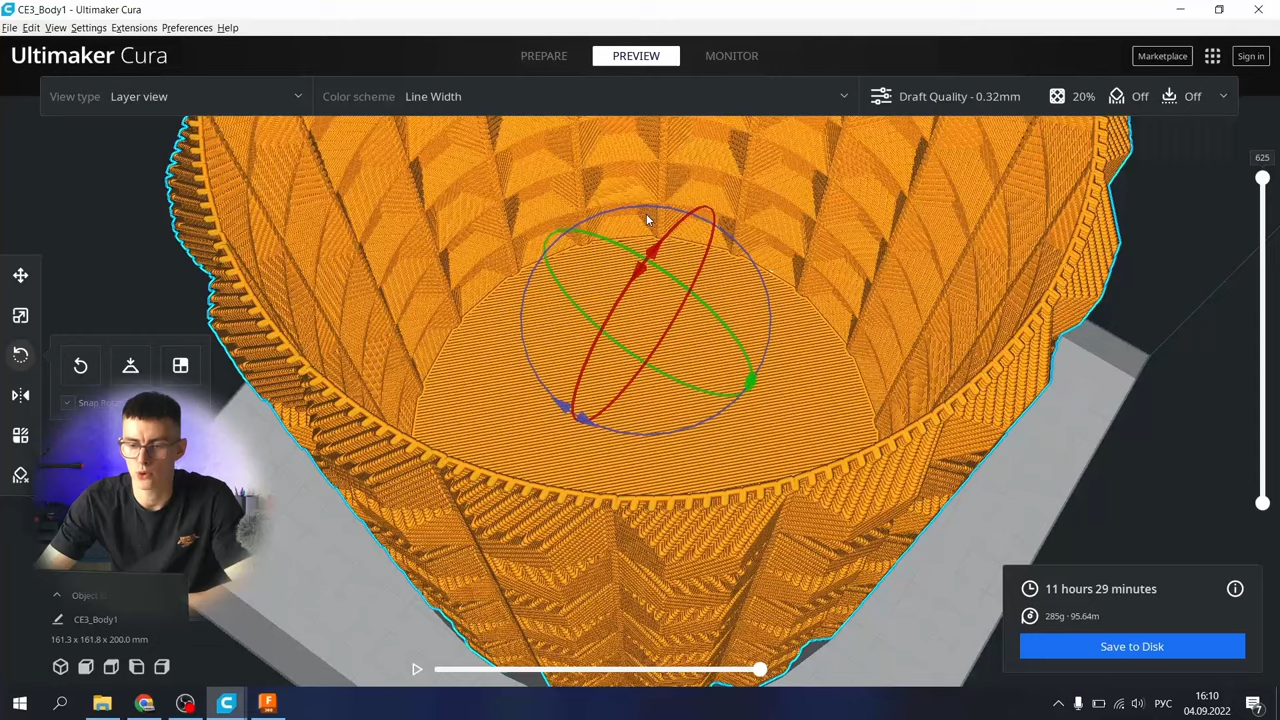 CE3_Body1 - Ultimaker Cura
File Edit View Settings Extensions Preferences Help
Ultimaker Cura
PREPARE
PREVIEW
MONITOR
Marketplace
Sign in
View type Layer view
Color scheme Line Width
Draft Quality - 0.32mm
20%
Off
Off
625
11 hours 29 minutes
285g · 95.64m
Save to Disk
CE3_Body1
161.3 x 161.8 x 200.0 mm
РУС
16:10
04.09.2022
7